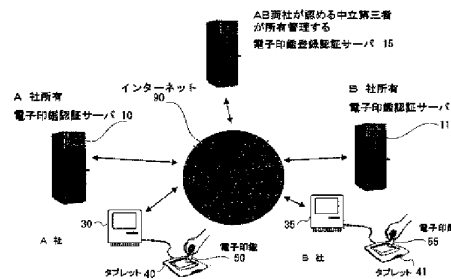 AB両社が認める中立第三者
が所有管理する
電子印鑑登録認証サーバ 15
A 社所有
電子印鑑認証サーバ 10
インターネット
90
B 社所有
電子印鑑認証サーバ
11
30
A 社
タブレット 40
電子印鑑
50
35
B 社
電子印鑑
55
タブレット 41